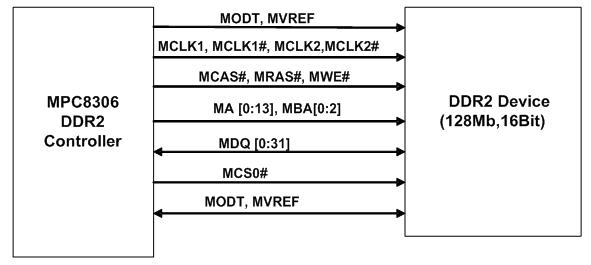 MODT, MVREF
MCLK1, MCLK1#, MCLK2,MCLK2#
MCAS#, MRAS#, MWE#
MPC8306
DDR2
Controller
MA [0:13], MBA[0:2]
DDR2 Device
(128Mb,16Bit)
MDQ [0:31]
MCS0#
MODT, MVREF